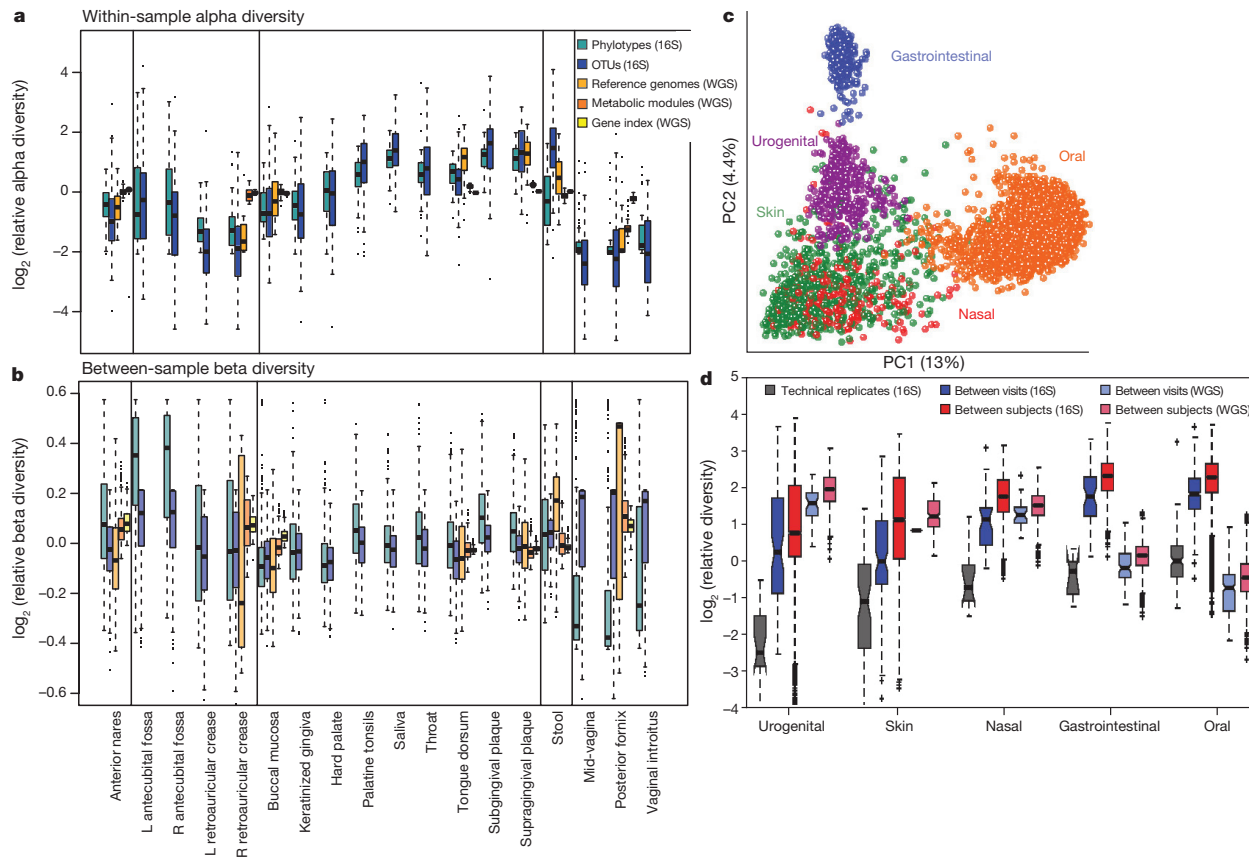 a
Within-sample alpha diversity
log₂ (relative alpha diversity)
4
2
0
−2
−4
Phylotypes (16S)
OTUs (16S)
Reference genomes (WGS)
Metabolic modules (WGS)
Gene index (WGS)
b
Between-sample beta diversity
log₂ (relative beta diversity)
0.6
0.4
0.2
0.0
−0.2
−0.4
−0.6
Anterior nares
L antecubital fossa
R antecubital fossa
L retroauricular crease
R retroauricular crease
Buccal mucosa
Keratinized gingiva
Hard palate
Palatine tonsils
Saliva
Throat
Tongue dorsum
Subgingival plaque
Supragingival plaque
Stool
Mid-vagina
Posterior fornix
Vaginal introitus
c
PC2 (4.4%)
Gastrointestinal
Urogenital
Oral
Skin
Nasal
PC1 (13%)
d
log₂ (relative diversity)
5
4
3
2
1
0
−1
−2
−3
−4
Technical replicates (16S)
Between visits (16S)
Between visits (WGS)
Between subjects (16S)
Between subjects (WGS)
Urogenital
Skin
Nasal
Gastrointestinal
Oral